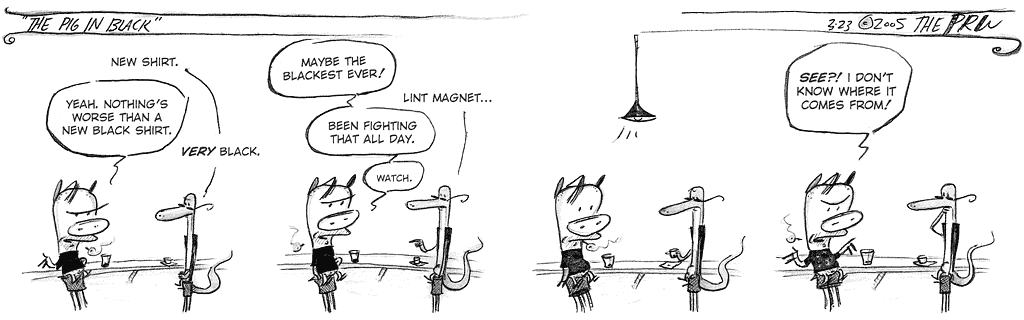 "THE PIG IN BLACK"
3·23 ©2005 THE PRW
NEW SHIRT.
YEAH. NOTHING'S
WORSE THAN A
NEW BLACK SHIRT.
VERY BLACK.
MAYBE THE
BLACKEST EVER!
LINT MAGNET...
BEEN FIGHTING
THAT ALL DAY.
WATCH.
SEE?! I DON'T
KNOW WHERE IT
COMES FROM!